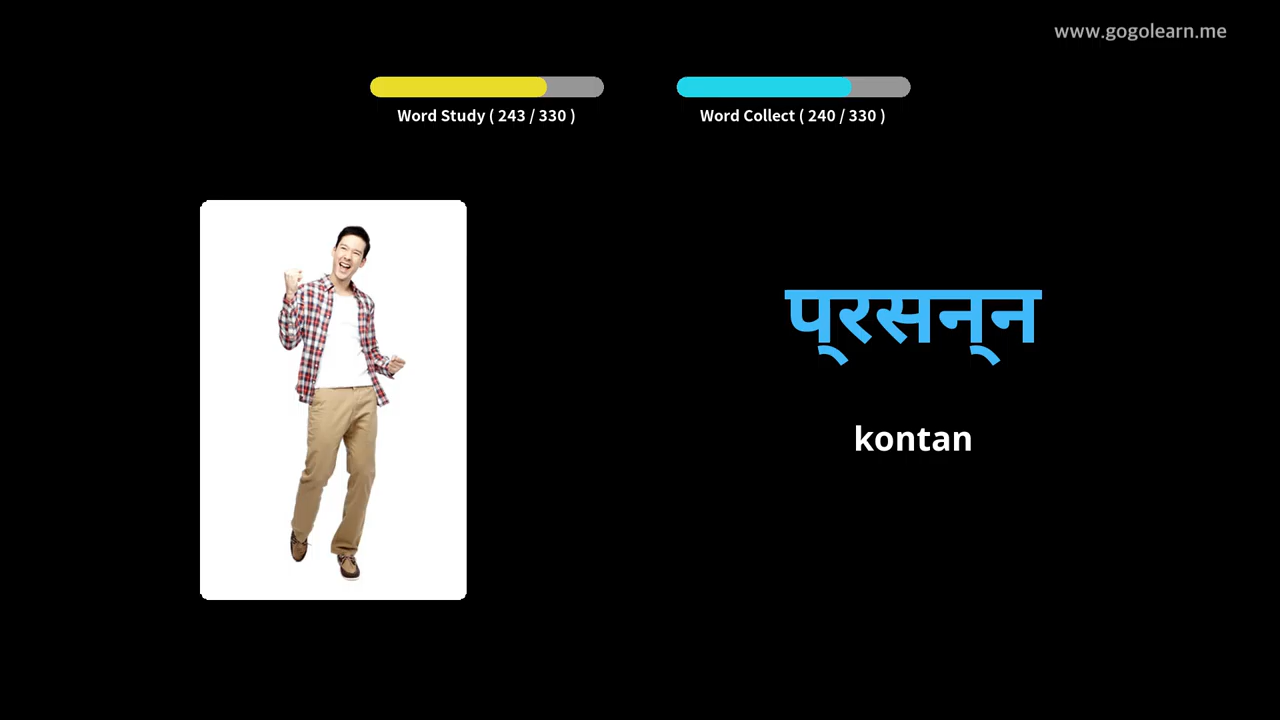 www.gogolearn.me
Word Study ( 243 / 330 )
Word Collect ( 240 / 330 )
प्रसन्न
kontan